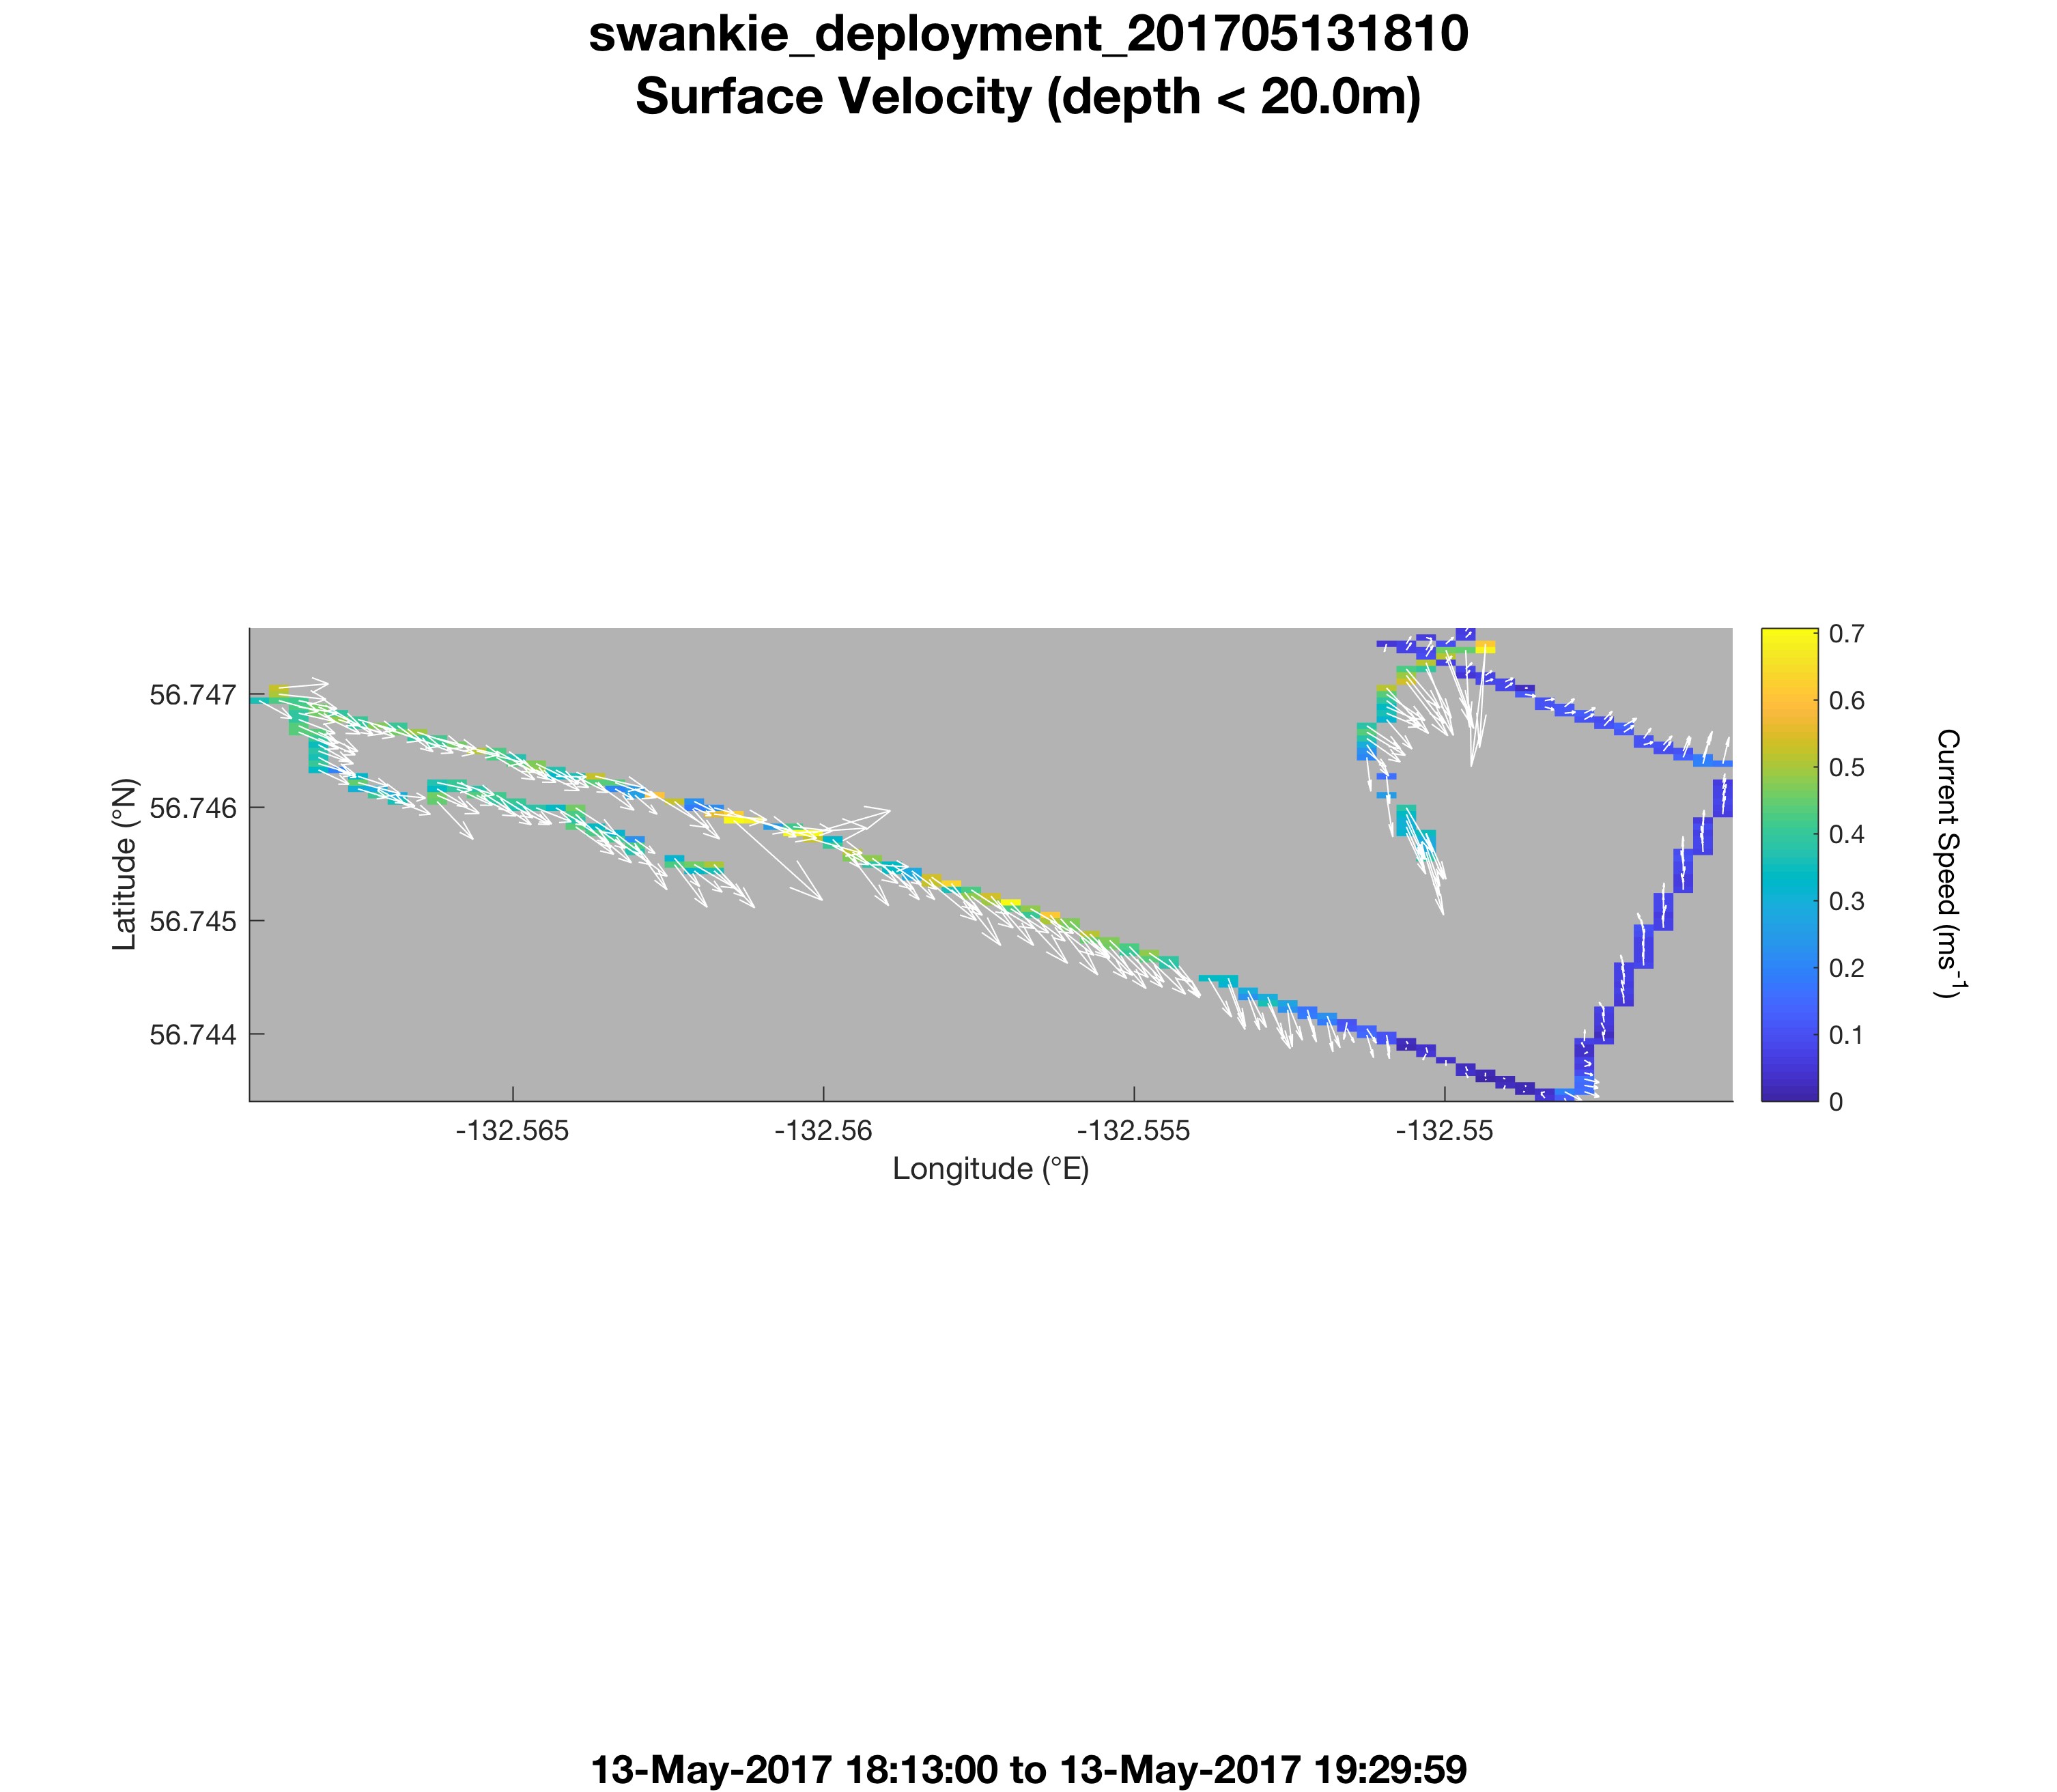 swankie_deployment_201705131810
Surface Velocity (depth < 20.0m)
56.747
56.746
56.745
56.744
Latitude (°N)
-132.565
-132.56
-132.555
-132.55
Longitude (°E)
0.7
0.6
0.5
0.4
0.3
0.2
0.1
0
Current Speed (ms⁻¹)
13-May-2017 18:13:00 to 13-May-2017 19:29:59